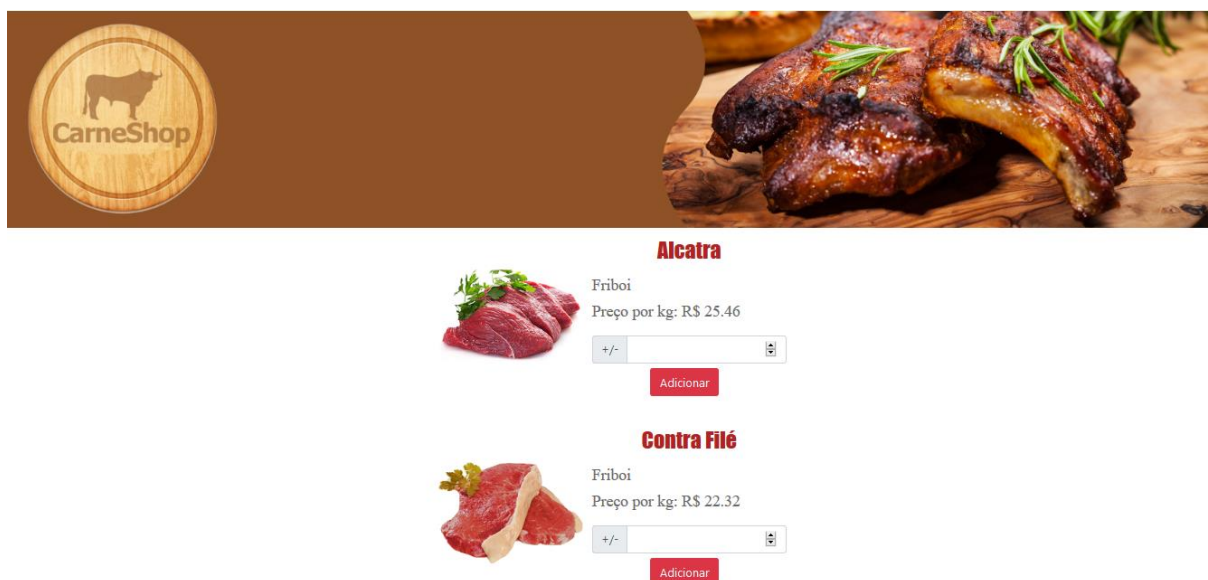 CarneShop
Alcatra
Friboi
Preço por kg: R$ 25.46
+/-
Adicionar
Contra Filé
Friboi
Preço por kg: R$ 22.32
+/-
Adicionar